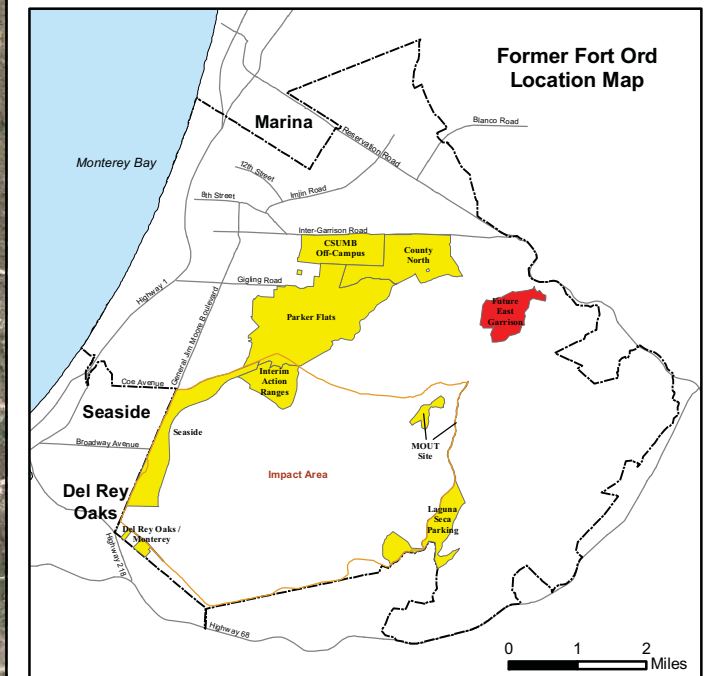 Former Fort Ord
Location Map
Marina
Blanco Road
Reservation Road
Monterey Bay
12th Street
Imjin Road
8th Street
Inter-Garrison Road
CSUMB
Off-Campus
County
North
Gigling Road
Highway 1
General Jim Moore Boulevard
Future
East
Garrison
Parker Flats
Coe Avenue
Interim
Action
Ranges
Seaside
Seaside
Broadway Avenue
MOUT
Site
Impact Area
Del Rey
Oaks
Laguna
Seca
Parking
Del Rey Oaks /
Monterey
Highway 218
Highway 68
0 1 2
Miles